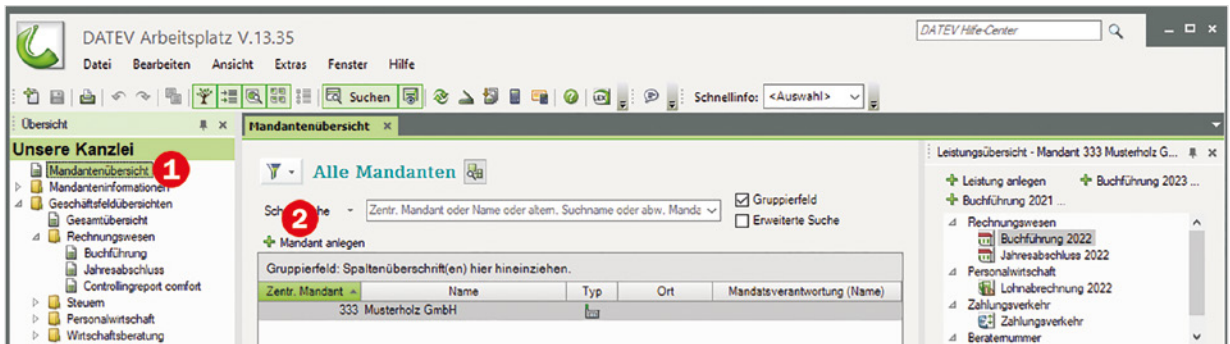 DATEV Arbeitsplatz V.13.35
DATEV Hilfe-Center
Datei Bearbeiten Ansicht Extras Fenster Hilfe
Suchen
LEX
Schnellinfo: <Auswahl>
Übersicht
Unsere Kanzlei
Mandantenübersicht
1
Mandanteninformationen
Geschäftsfeldübersichten
Gesamtübersicht
Rechnungswesen
Buchführung
Jahresabschluss
Controllingreport comfort
Steuern
Personalwirtschaft
Wirtschaftsberatung
Mandantenübersicht
Alle Mandanten
2
Zentr. Mandant oder Name oder altern. Suchname oder abw. Manda
Gruppierfeld
Erweiterte Suche
Mandant anlegen
Gruppierfeld: Spaltenüberschrift(en) hier hineinziehen.
Zentr. Mandant Name Typ Ort Mandatsverantwortung (Name)
333 Musterholz GmbH
Leistungsübersicht - Mandant 333 Musterholz G...
Leistung anlegen Buchführung 2023 ...
Buchführung 2021 ...
Rechnungswesen
Buchführung 2022
Jahresabschluss 2022
Personalwirtschaft
Lohnabrechnung 2022
Zahlungsverkehr
Zahlungsverkehr
Beraternummer